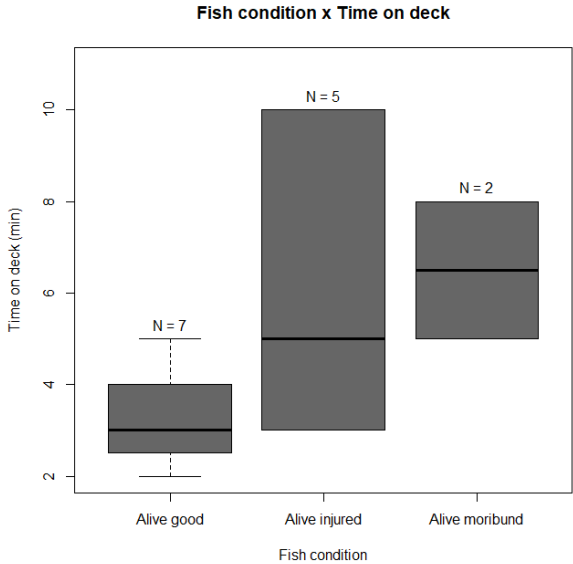 Fish condition x Time on deck
N = 5
N = 2
N = 7
Time on deck (min)
10
8
6
4
2
Alive good
Alive injured
Alive moribund
Fish condition